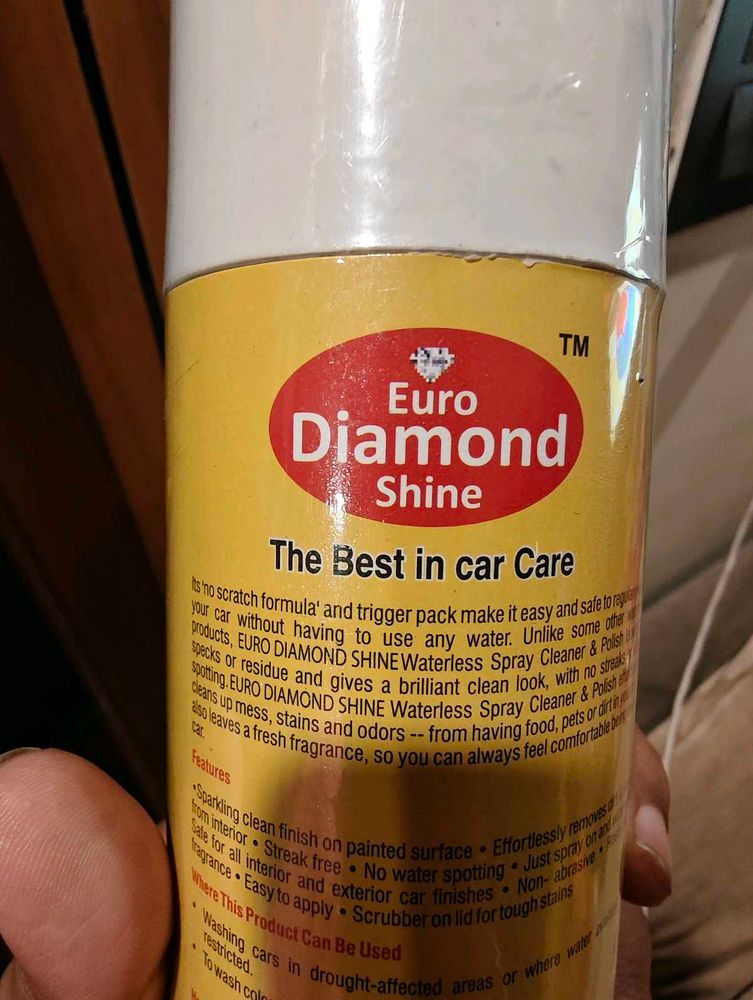 TM
Euro
Diamond
Shine
The Best in car Care
Its 'no scratch formula' and trigger pack make it easy and safe to
your car without having to use any water. Unlike some other
products, EURO DIAMOND SHINE Waterless Spray Cleaner & Polish
specks or residue and gives a brilliant clean look, with no streaks
spotting. EURO DIAMOND SHINE Waterless Spray Cleaner & Polish
cleans up mess, stains and odors -- from having food, pets or dirt in
also leaves a fresh fragrance, so you can always feel comfortable
car.
Features
•Sparkling clean finish on painted surface • Effortlessly removes
from interior • Streak free • No water spotting • Just spray on and
Safe for all interior and exterior car finishes • Non- abrasive •
fragrance • Easy to apply • Scrubber on lid for tough stains
Where This Product Can Be Used
• Washing cars in drought-affected areas or where water
restricted.
• To wash